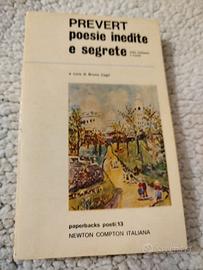 PREVERT
poesie inedite
e segrete
a cura di Bruno Cagli
paperbacks poeti/13
NEWTON COMPTON ITALIANA